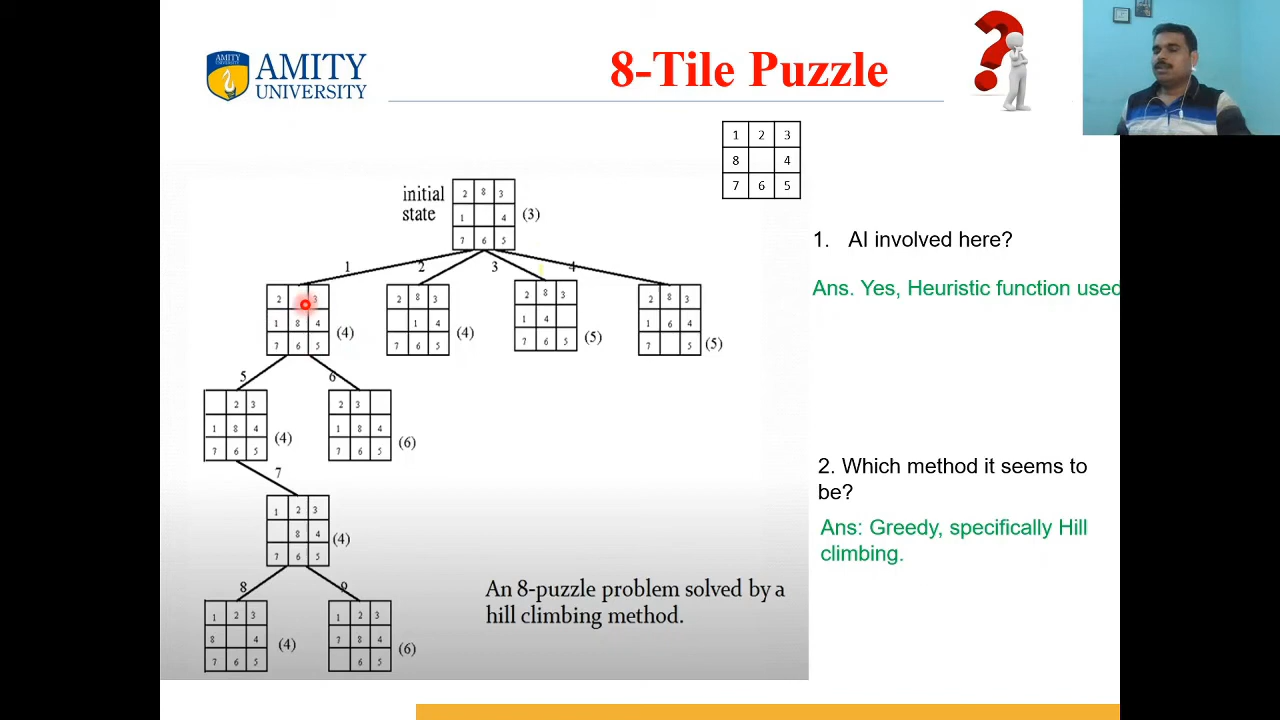 AMITY
UNIVERSITY
AMITY
UNIVERSITY
8-Tile Puzzle
1 2 3
8 4
7 6 5
initial
state
2 8 3
1 4
7 6 5
(3)
1 2 3 4
2 3
1 8 4
7 6 5
(4)
2 8 3
1 4
7 6 5
(4)
2 8 3
1 4
7 6 5
(5)
2 8 3
1 6 4
7 5
(5)
5 6
2 3
1 8 4
7 6 5
(4)
2 3
1 8 4
7 6 5
(6)
7
1 2 3
8 4
7 6 5
(4)
8 9
1 2 3
8 4
7 6 5
(4)
1 2 3
7 8 4
6 5
(6)
An 8-puzzle problem solved by a
hill climbing method.
1. AI involved here?
Ans. Yes, Heuristic function used
2. Which method it seems to
be?
Ans: Greedy, specifically Hill
climbing.